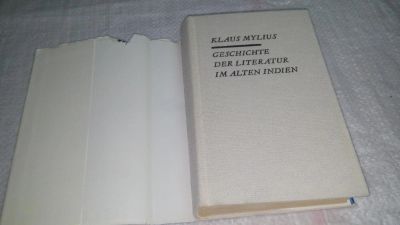 KLAUS MYLIUS
GESCHICHTE
DER LITERATUR
IM ALTEN INDIEN